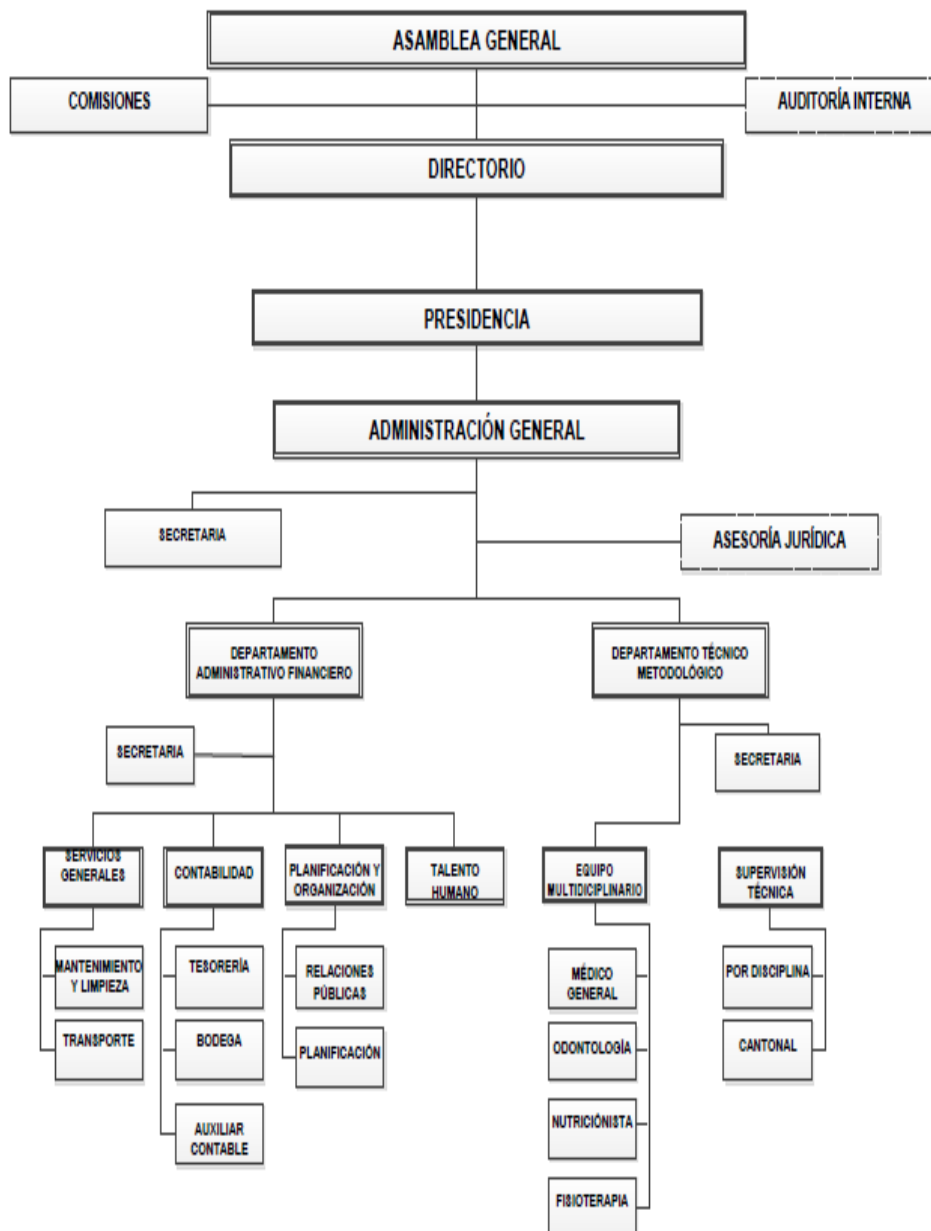 ASAMBLEA GENERAL
COMISIONES
AUDITORÍA INTERNA
DIRECTORIO
PRESIDENCIA
ADMINISTRACIÓN GENERAL
SECRETARIA
ASESORÍA JURÍDICA
DEPARTAMENTO
ADMINISTRATIVO FINANCIERO
DEPARTAMENTO TÉCNICO
METODOLÓGICO
SECRETARIA
SECRETARIA
SERVICIOS
GENERALES
CONTABILIDAD
PLANIFICACIÓN Y
ORGANIZACIÓN
TALENTO
HUMANO
EQUIPO
MULTIDICIPLINARIO
SUPERVISIÓN
TÉCNICA
MANTENIMIENTO
Y LIMPIEZA
TESORERÍA
RELACIONES
PÚBLICAS
MÉDICO
GENERAL
POR DISCIPLINA
TRANSPORTE
BODEGA
PLANIFICACIÓN
ODONTOLOGÍA
CANTONAL
AUXILIAR
CONTABLE
NUTRICIÓNISTA
FISIOTERAPIA